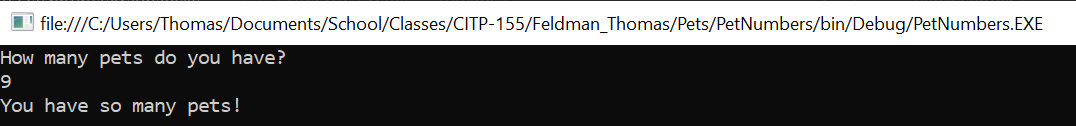 file:///C:/Users/Thomas/Documents/School/Classes/CITP-155/Feldman_Thomas/Pets/PetNumbers/bin/Debug/PetNumbers.EXE
How many pets do you have?
9
You have so many pets!